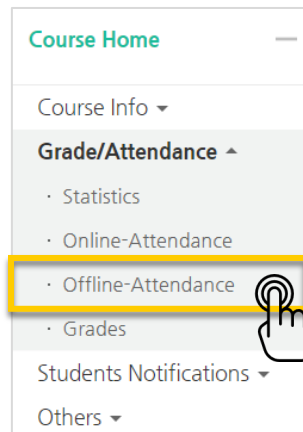 Course Home
Course Info
Grade/Attendance
· Statistics
· Online-Attendance
· Offline-Attendance
· Grades
Students Notifications
Others